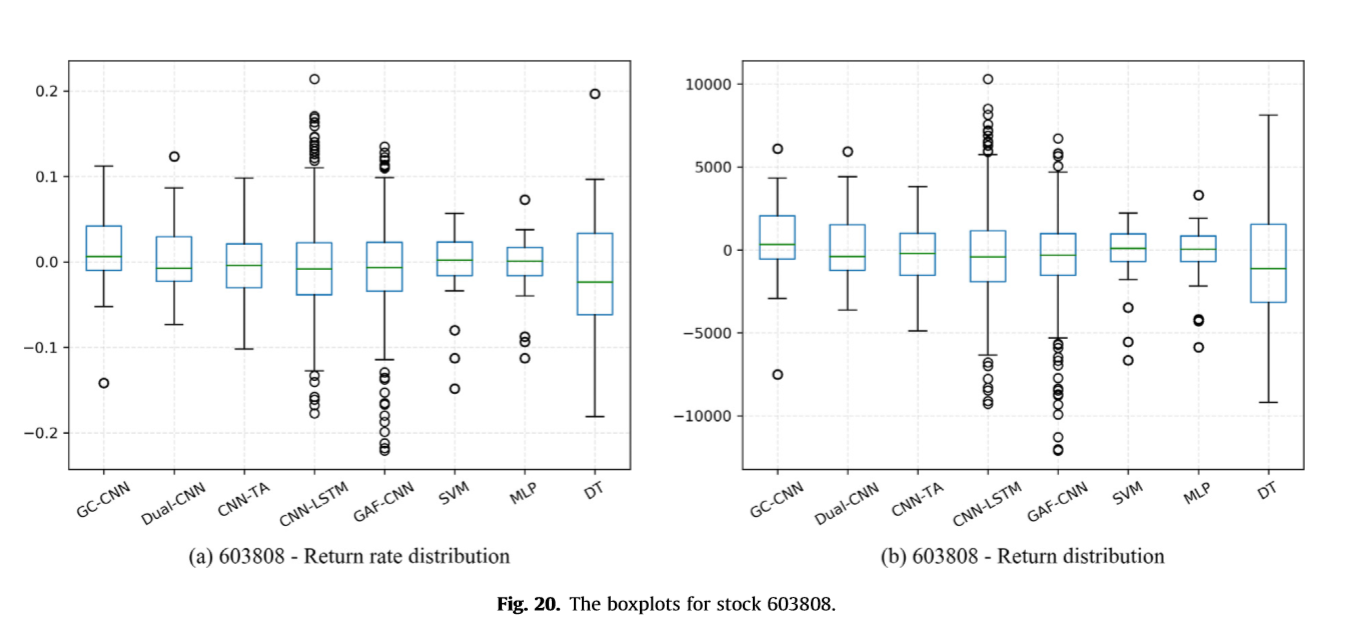 0.2
0.1
0.0
−0.1
−0.2
GC-CNN
Dual-CNN
CNN-TA
CNN-LSTM
GAF-CNN
SVM
MLP
DT
(a) 603808 - Return rate distribution
10000
5000
0
−5000
−10000
GC-CNN
Dual-CNN
CNN-TA
CNN-LSTM
GAF-CNN
SVM
MLP
DT
(b) 603808 - Return distribution
Fig. 20. The boxplots for stock 603808.